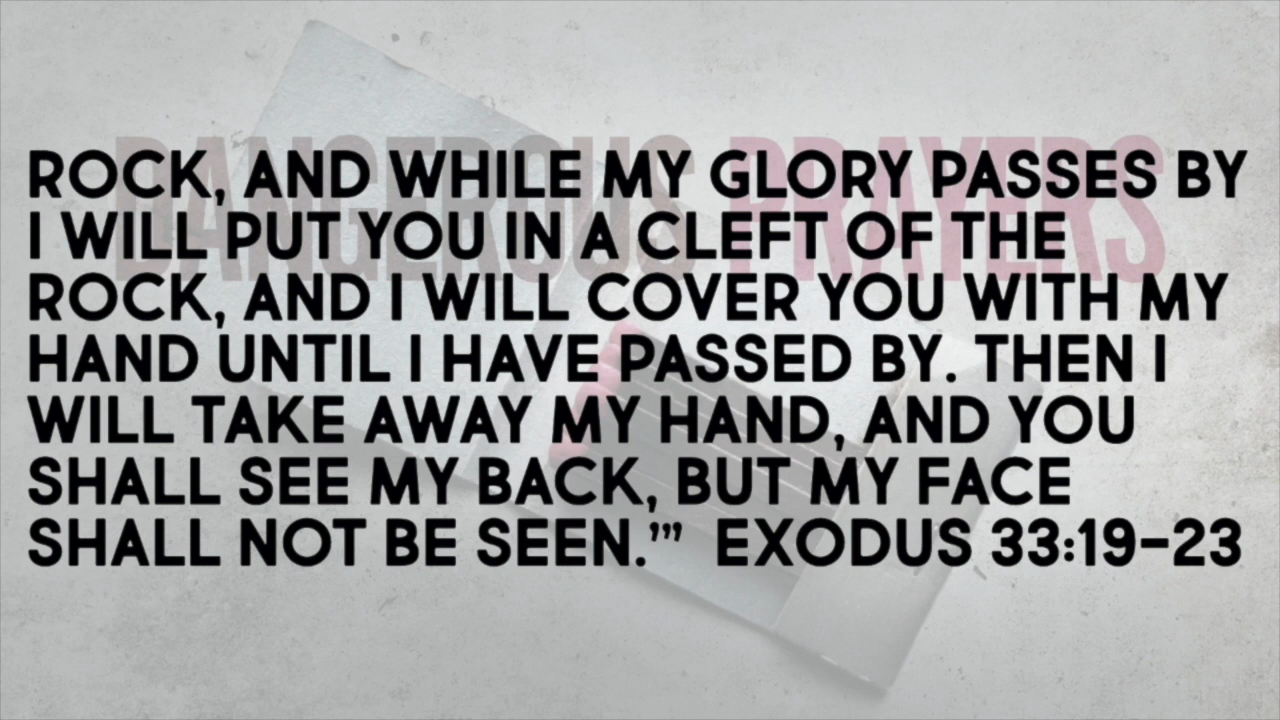 DANGEROUS PRAYERS
ROCK, AND WHILE MY GLORY PASSES BY
I WILL PUT YOU IN A CLEFT OF THE
ROCK, AND I WILL COVER YOU WITH MY
HAND UNTIL I HAVE PASSED BY. THEN I
WILL TAKE AWAY MY HAND, AND YOU
SHALL SEE MY BACK, BUT MY FACE
SHALL NOT BE SEEN.’” EXODUS 33:19-23